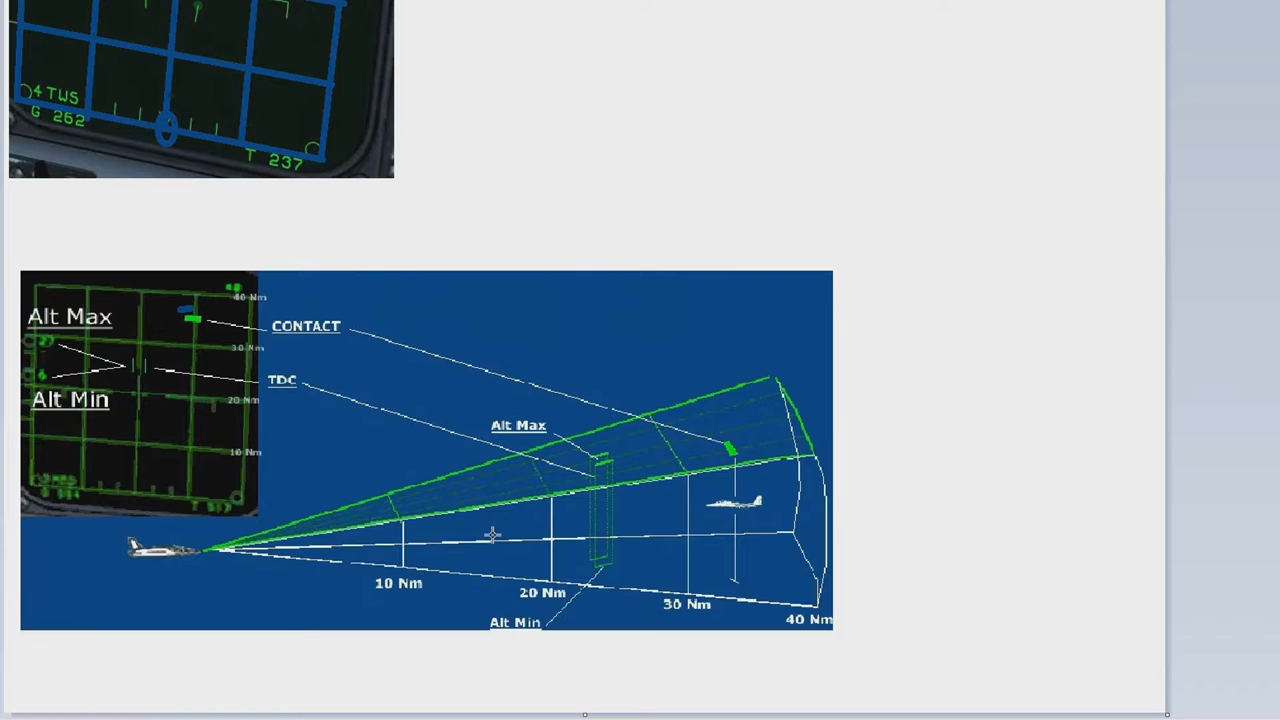 4 TWS
G 262
T 237
40 Nm
Alt Max
CONTACT
30 Nm
TDC
Alt Min
20 Nm
Alt Max
10 Nm
10 Nm
20 Nm
30 Nm
40 Nm
Alt Min